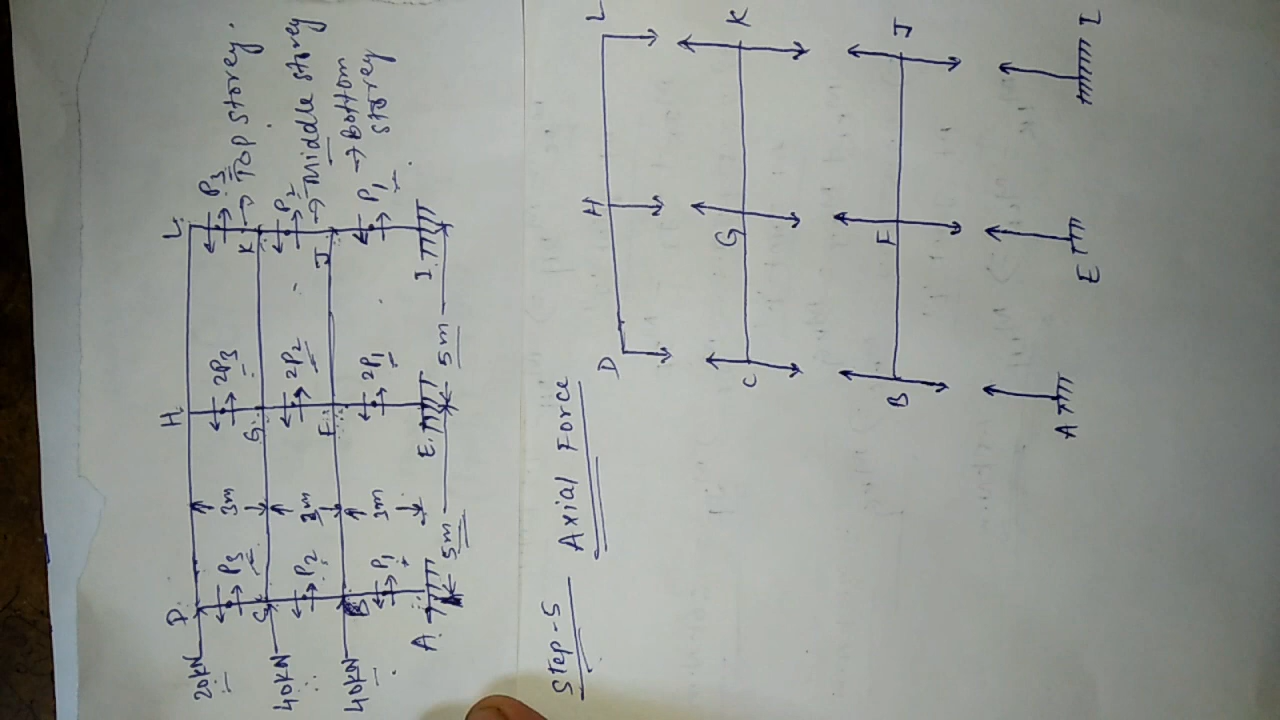 D H L
20kN P3 2P3 P3 → Top storey.
3m
C G K
40kN P2 2P2 P2 → Middle storey
3m
B F J
40kN P1 2P1 P1 → Bottom
storey
3m
A E I
5m 5m
Step-5 Axial Force
D H L
C G K
B F J
A E I